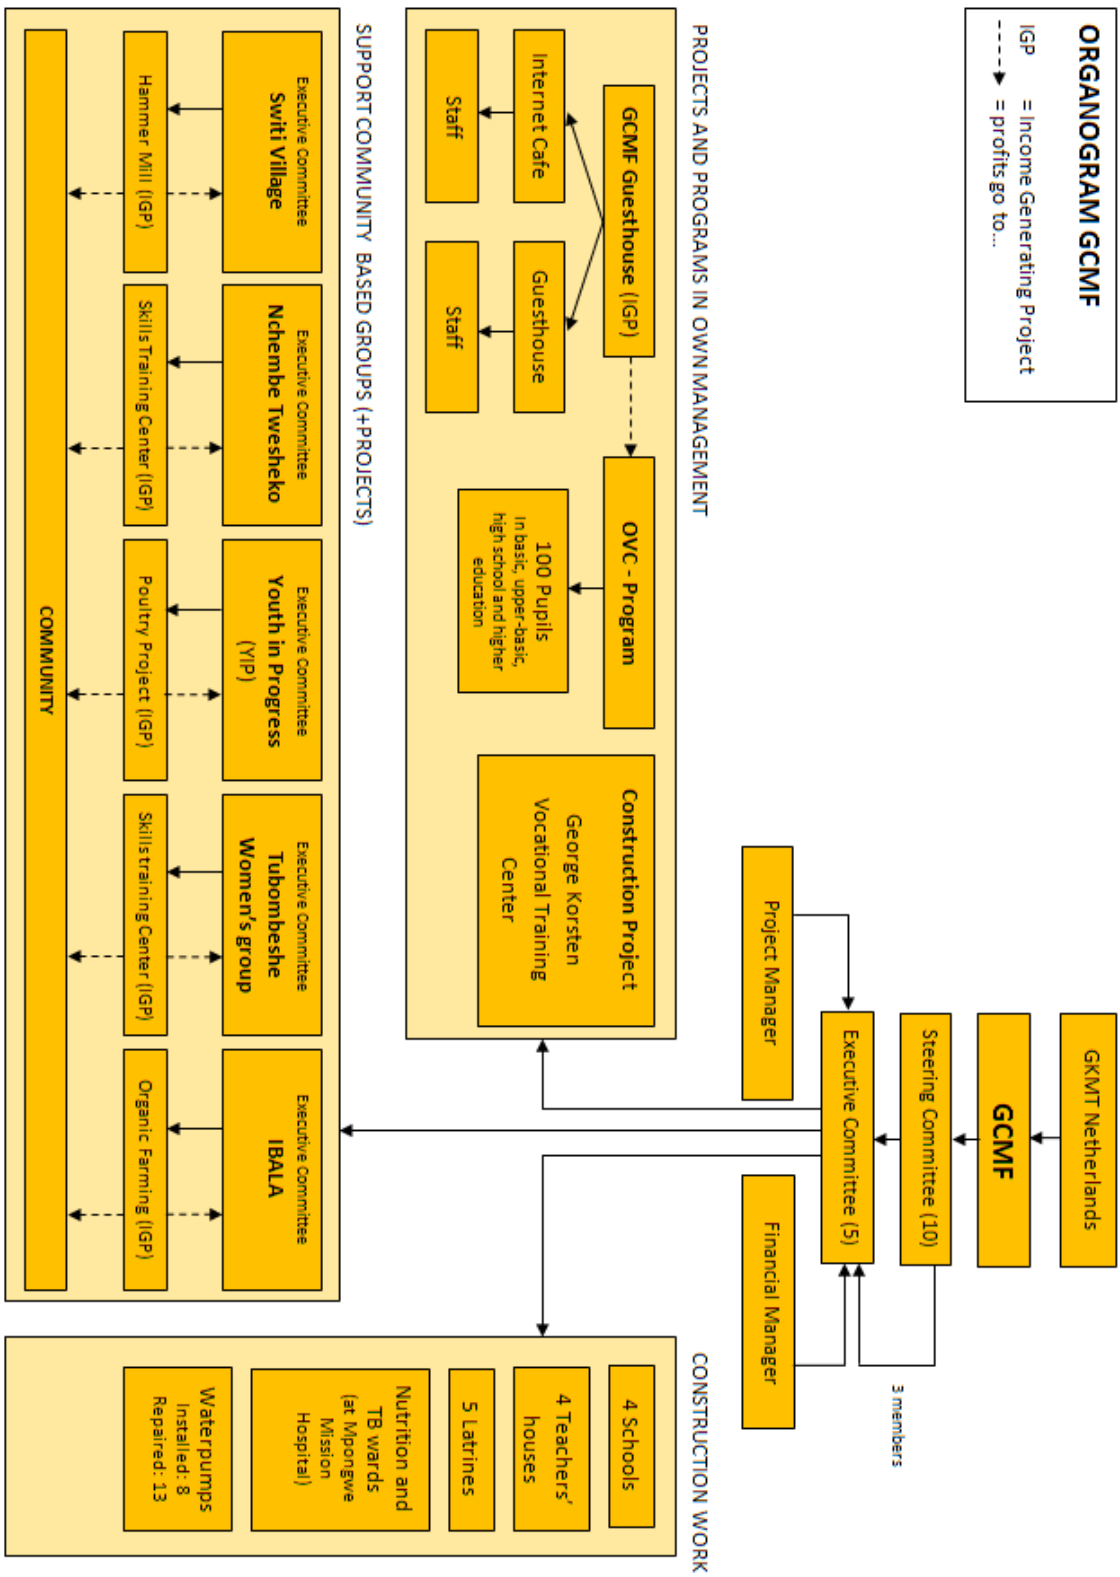 ORGANOGRAM GCMF
IGP = Income Generating Project
= profits go to...
GKMT Netherlands
GCMF
Steering Committee (10)
3 members
Executive Committee (5)
Project Manager
Financial Manager
PROJECTS AND PROGRAMS IN OWN MANAGEMENT
GCMF Guesthouse (IGP)
Internet Cafe
Guesthouse
Staff
Staff
OVC - Program
100 Pupils
In basic, upper-basic,
high school and higher
education
Construction Project
George Korsten
Vocational Training
Center
CONSTRUCTION WORK
4 Schools
4 Teachers'
houses
5 Latrines
Nutrition and
TB wards
(at Mpongwe
Mission
Hospital)
Waterpumps
Installed: 8
Repaired: 13
SUPPORT COMMUNITY BASED GROUPS (+PROJECTS)
Executive Committee
Switi Village
Hammer Mill (IGP)
Executive Committee
Nchembe Twesheko
Skills Training Center (IGP)
Executive Committee
Youth in Progress
(YIP)
Poultry Project (IGP)
Executive Committee
Tubombeshe
Women's group
Skills training Center (IGP)
Executive Committee
IBALA
Organic Farming (IGP)
COMMUNITY